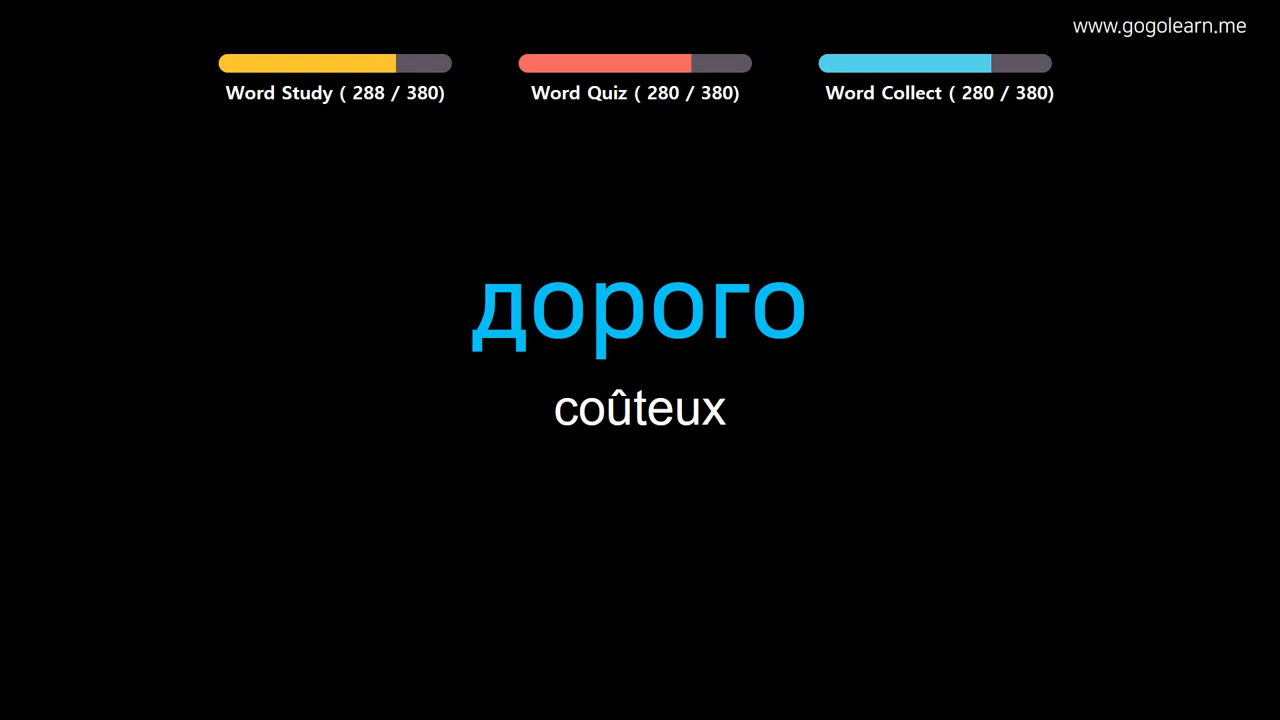 www.gogolearn.me
Word Study ( 288 / 380)
Word Quiz ( 280 / 380)
Word Collect ( 280 / 380)
дорого
coûteux